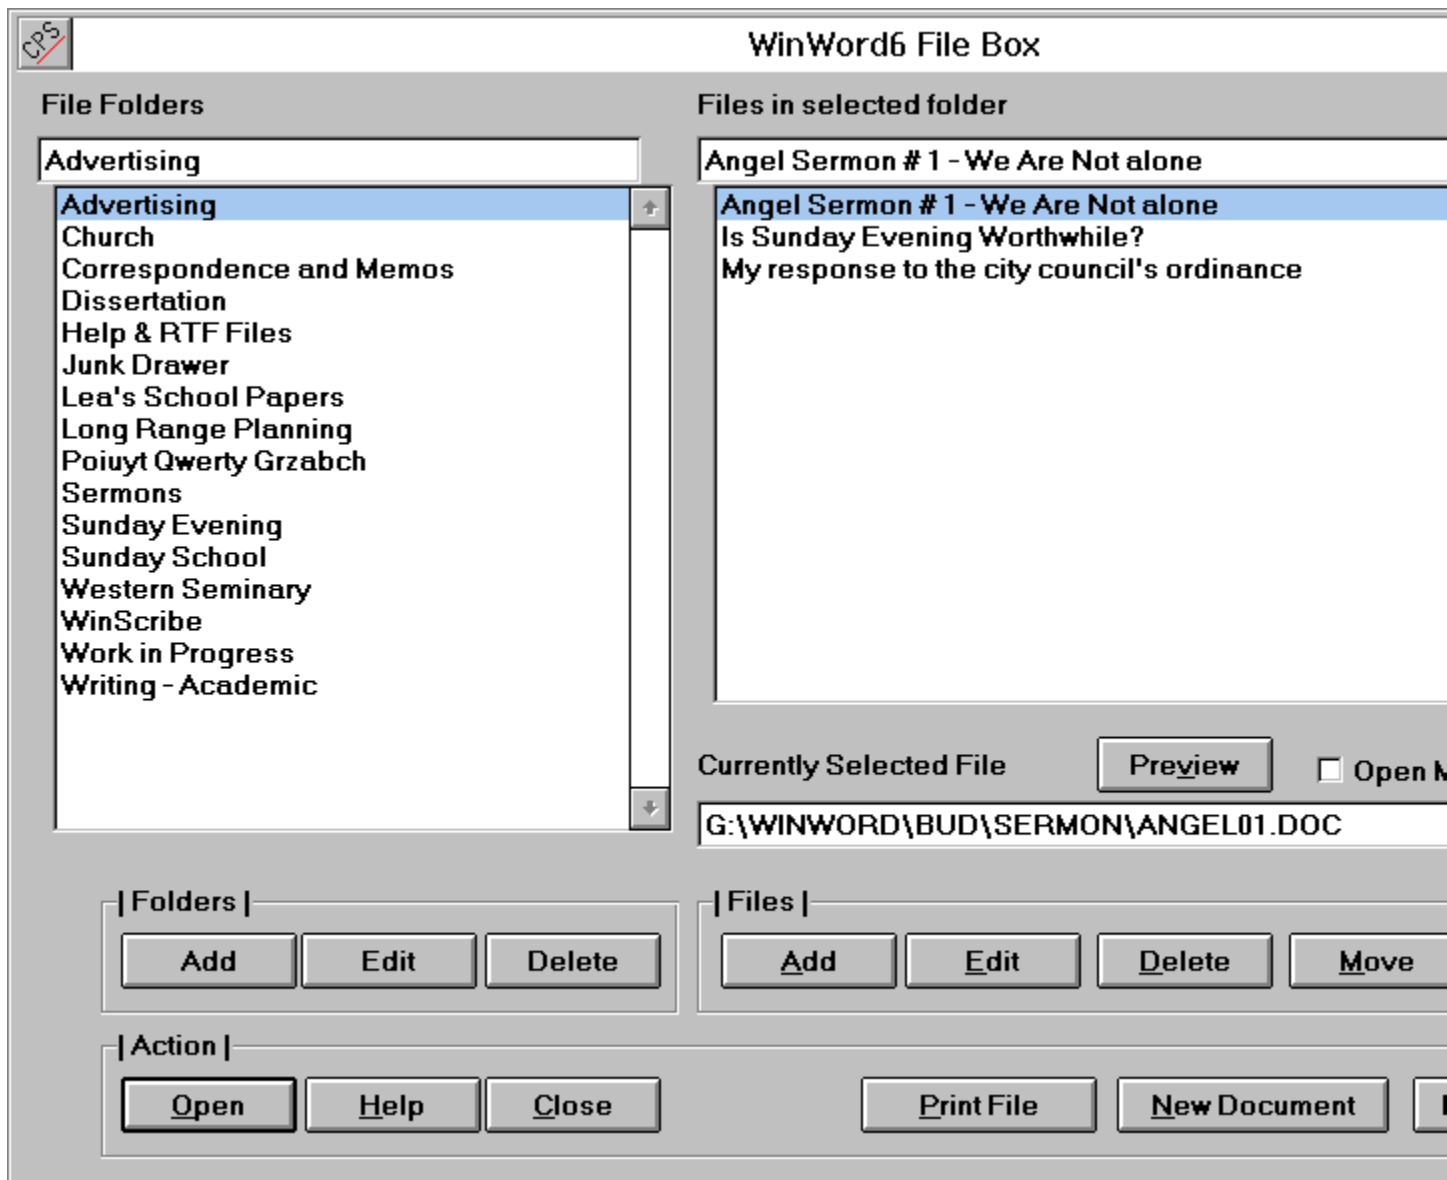 CPS
WinWord6 File Box
File Folders
Files in selected folder
Advertising
Angel Sermon # 1 - We Are Not alone
Advertising
Church
Correspondence and Memos
Dissertation
Help & RTF Files
Junk Drawer
Lea's School Papers
Long Range Planning
Poiuyt Qwerty Grzabch
Sermons
Sunday Evening
Sunday School
Western Seminary
WinScribe
Work in Progress
Writing - Academic
Angel Sermon # 1 - We Are Not alone
Is Sunday Evening Worthwhile?
My response to the city council's ordinance
Currently Selected File
Preview
Open
G:\WINWORD\BUD\SERMON\ANGEL01.DOC
| Folders |
Add Edit Delete
| Files |
Add Edit Delete Move
| Action |
Open Help Close Print File New Document